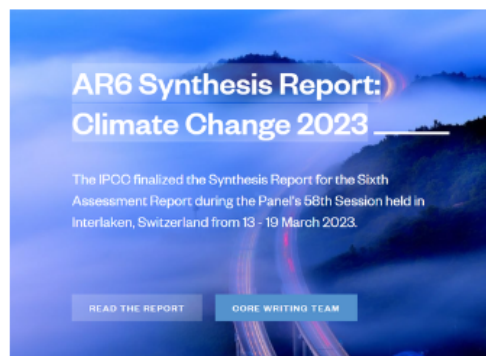 AR6 Synthesis Report:
Climate Change 2023
The IPCC finalized the Synthesis Report for the Sixth
Assessment Report during the Panel's 58th Session held in
Interlaken, Switzerland from 13 - 19 March 2023.
READ THE REPORT
CORE WRITING TEAM